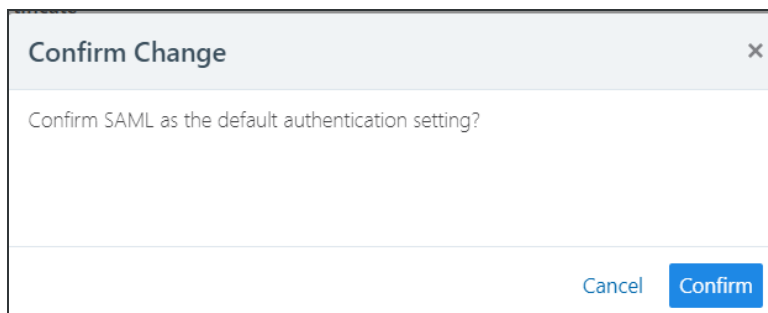 Confirm Change
×
Confirm SAML as the default authentication setting?
Cancel Confirm